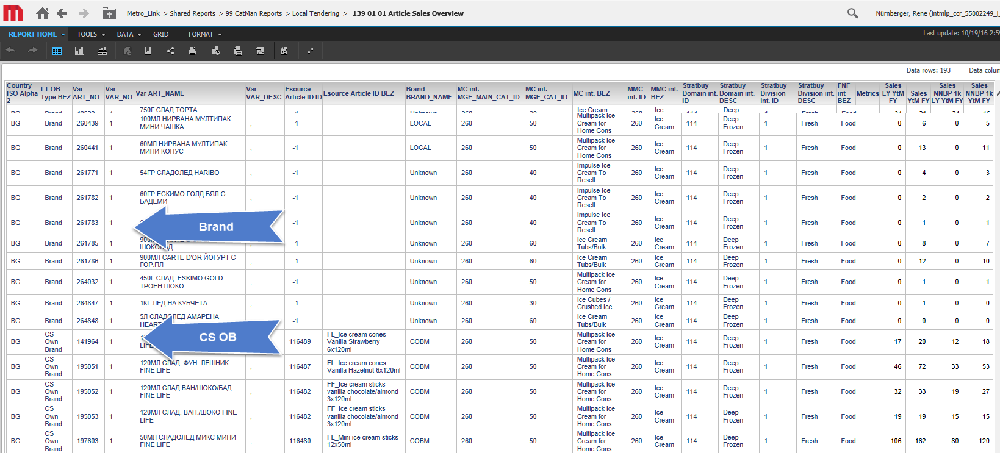 Metro_Link > Shared Reports > 99 CatMan Reports > Local Tendering > 139 01 01 Article Sales Overview
Nürnberger, Rene (intmlp_ccr_55002249_i_
REPORT HOME TOOLS DATA GRID FORMAT
Last update: 10/19/16 2:5
Data rows: 193 | Data colum
Country ISO Alpha 2 LT OB Type BEZ Var ART_NO Var VAR_NO Var ART_NAME Var VAR_DESC Esource Article ID ID Esource Article ID BEZ Brand BRAND_NAME MC int. MGE_MAIN_CAT_ID MC int. MGE_CAT_ID MC int. BEZ MMC int. ID MMC int. BEZ Stratbuy Domain int. ID Stratbuy Domain int. DESC Stratbuy Division int. ID Stratbuy Division int. DESC FNF int BEZ Metrics Sales LY YtM FY Sales YtM FY Sales NNBP 1k LY YtM FY Sales NNBP 1k YtM FY
750Г СЛАД.ТОРТА Ice Cream Ice Deep
BG Brand 260439 1 100МЛ НИРВАНА МУЛТИПАК МИНИ ЧАШКА , -1 LOCAL 260 50 Multipack Ice Cream for Home Cons 260 Ice Cream 114 Deep Frozen 1 Fresh Food 0 6 0 5
BG Brand 260441 1 60МЛ НИРВАНА МУЛТИПАК МИНИ КОНУС , -1 LOCAL 260 50 Multipack Ice Cream for Home Cons 260 Ice Cream 114 Deep Frozen 1 Fresh Food 0 13 0 11
BG Brand 261771 1 54ГР СЛАДОЛЕД HARIBO , -1 Unknown 260 40 Impulse Ice Cream To Resell 260 Ice Cream 114 Deep Frozen 1 Fresh Food 0 4 0 3
BG Brand 261782 1 60ГР ЕСКИМО ГОЛД БЯЛ С БАДЕМИ , -1 Unknown 260 40 Impulse Ice Cream To Resell 260 Ice Cream 114 Deep Frozen 1 Fresh Food 0 2 0 2
BG Brand 261783 1 Brand -1 Unknown 260 40 Impulse Ice Cream To Resell 260 Ice Cream 114 Deep Frozen 1 Fresh Food 0 1 0 1
BG Brand 261785 1 ШОКОЛАД , -1 Unknown 260 60 Ice Cream Tubs/Bulk 260 Ice Cream 114 Deep Frozen 1 Fresh Food 0 8 0 7
BG Brand 261786 1 900МЛ CARTE D'OR ЙОГУРТ С ГОР.ПЛ , -1 Unknown 260 60 Ice Cream Tubs/Bulk 260 Ice Cream 114 Deep Frozen 1 Fresh Food 0 12 0 10
BG Brand 264032 1 450Г СЛАД. ESKIMO GOLD ТРОЕН ШОКО , -1 Unknown 260 50 Multipack Ice Cream for Home Cons 260 Ice Cream 114 Deep Frozen 1 Fresh Food 0 1 0 1
BG Brand 264847 1 1КГ ЛЕД НА КУБЧЕТА , -1 Unknown 260 30 Ice Cubes / Crushed Ice 260 Ice Cream 114 Deep Frozen 1 Fresh Food 0 1 0 0
BG Brand 264848 1 5Л СЛАДОЛЕД АМАРЕНА , -1 Unknown 260 60 Ice Cream Tubs/Bulk 260 Ice Cream 114 Deep Frozen 1 Fresh Food 0 0 0 0
BG CS Own Brand 141964 1 CS OB 116489 FL_Ice cream cones Vanilla Strawberry 6x120ml COBM 260 50 Multipack Ice Cream for Home Cons 260 Ice Cream 114 Deep Frozen 1 Fresh Food 17 20 12 18
BG CS Own Brand 195051 1 120МЛ СЛАД. ФУН. ЛЕШНИК FINE LIFE , 116487 FL_Ice cream cones Vanilla Hazelnut 6x120ml COBM 260 50 Multipack Ice Cream for Home Cons 260 Ice Cream 114 Deep Frozen 1 Fresh Food 46 72 33 53
BG CS Own Brand 195052 1 120МЛ СЛАД.ВАН/ШОКО/БАД FINE LIFE , 116482 FF_Ice cream sticks vanilla chocolate/almond 3x120ml COBM 260 50 Multipack Ice Cream for Home Cons 260 Ice Cream 114 Deep Frozen 1 Fresh Food 32 33 19 27
BG CS Own Brand 195053 1 120МЛ СЛАД. ВАН./ШОКО FINE LIFE , 116482 FF_Ice cream sticks vanilla chocolate/almond 3x120ml COBM 260 50 Multipack Ice Cream for Home Cons 260 Ice Cream 114 Deep Frozen 1 Fresh Food 19 19 15 15
BG CS Own Brand 197603 1 50МЛ СЛАДОЛЕД МИКС МИНИ FINE LIFE , 116480 FL_Mini ice cream sticks 12x50ml COBM 260 50 Multipack Ice Cream for Home Cons 260 Ice Cream 114 Deep Frozen 1 Fresh Food 106 162 80 120